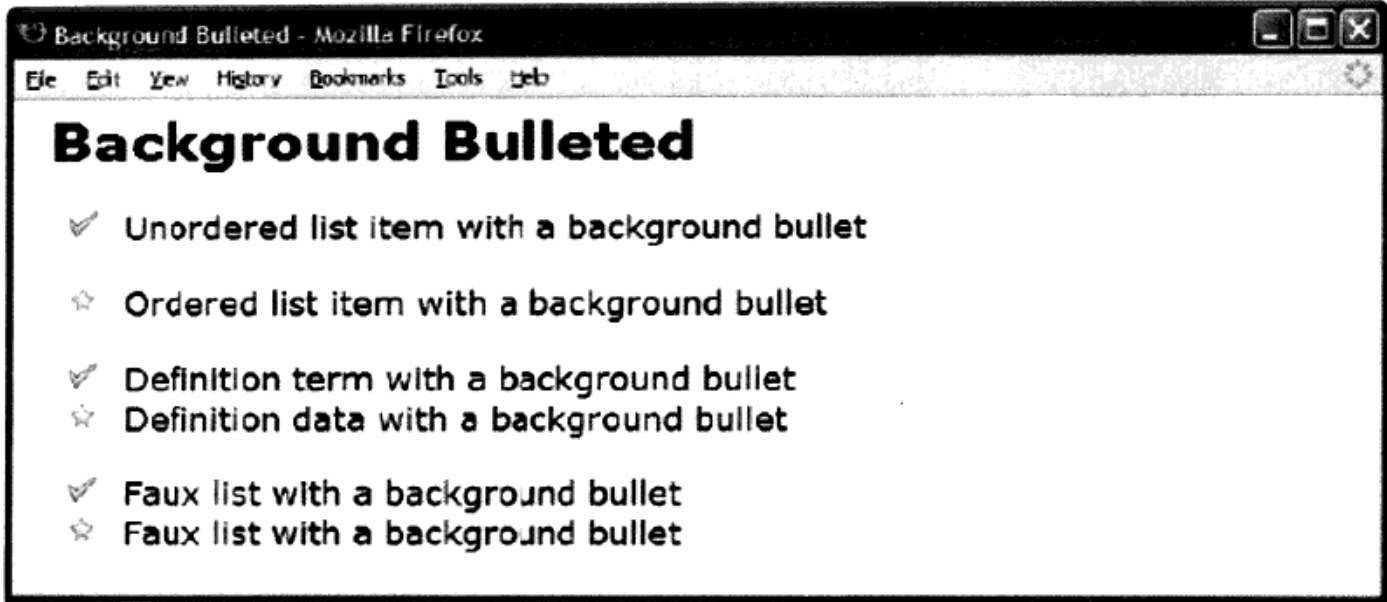 Background Bulleted - Mozilla Firefox
File Edit View History Bookmarks Tools Help
Background Bulleted
Unordered list item with a background bullet
Ordered list item with a background bullet
Definition term with a background bullet
Definition data with a background bullet
Faux list with a background bullet
Faux list with a background bullet